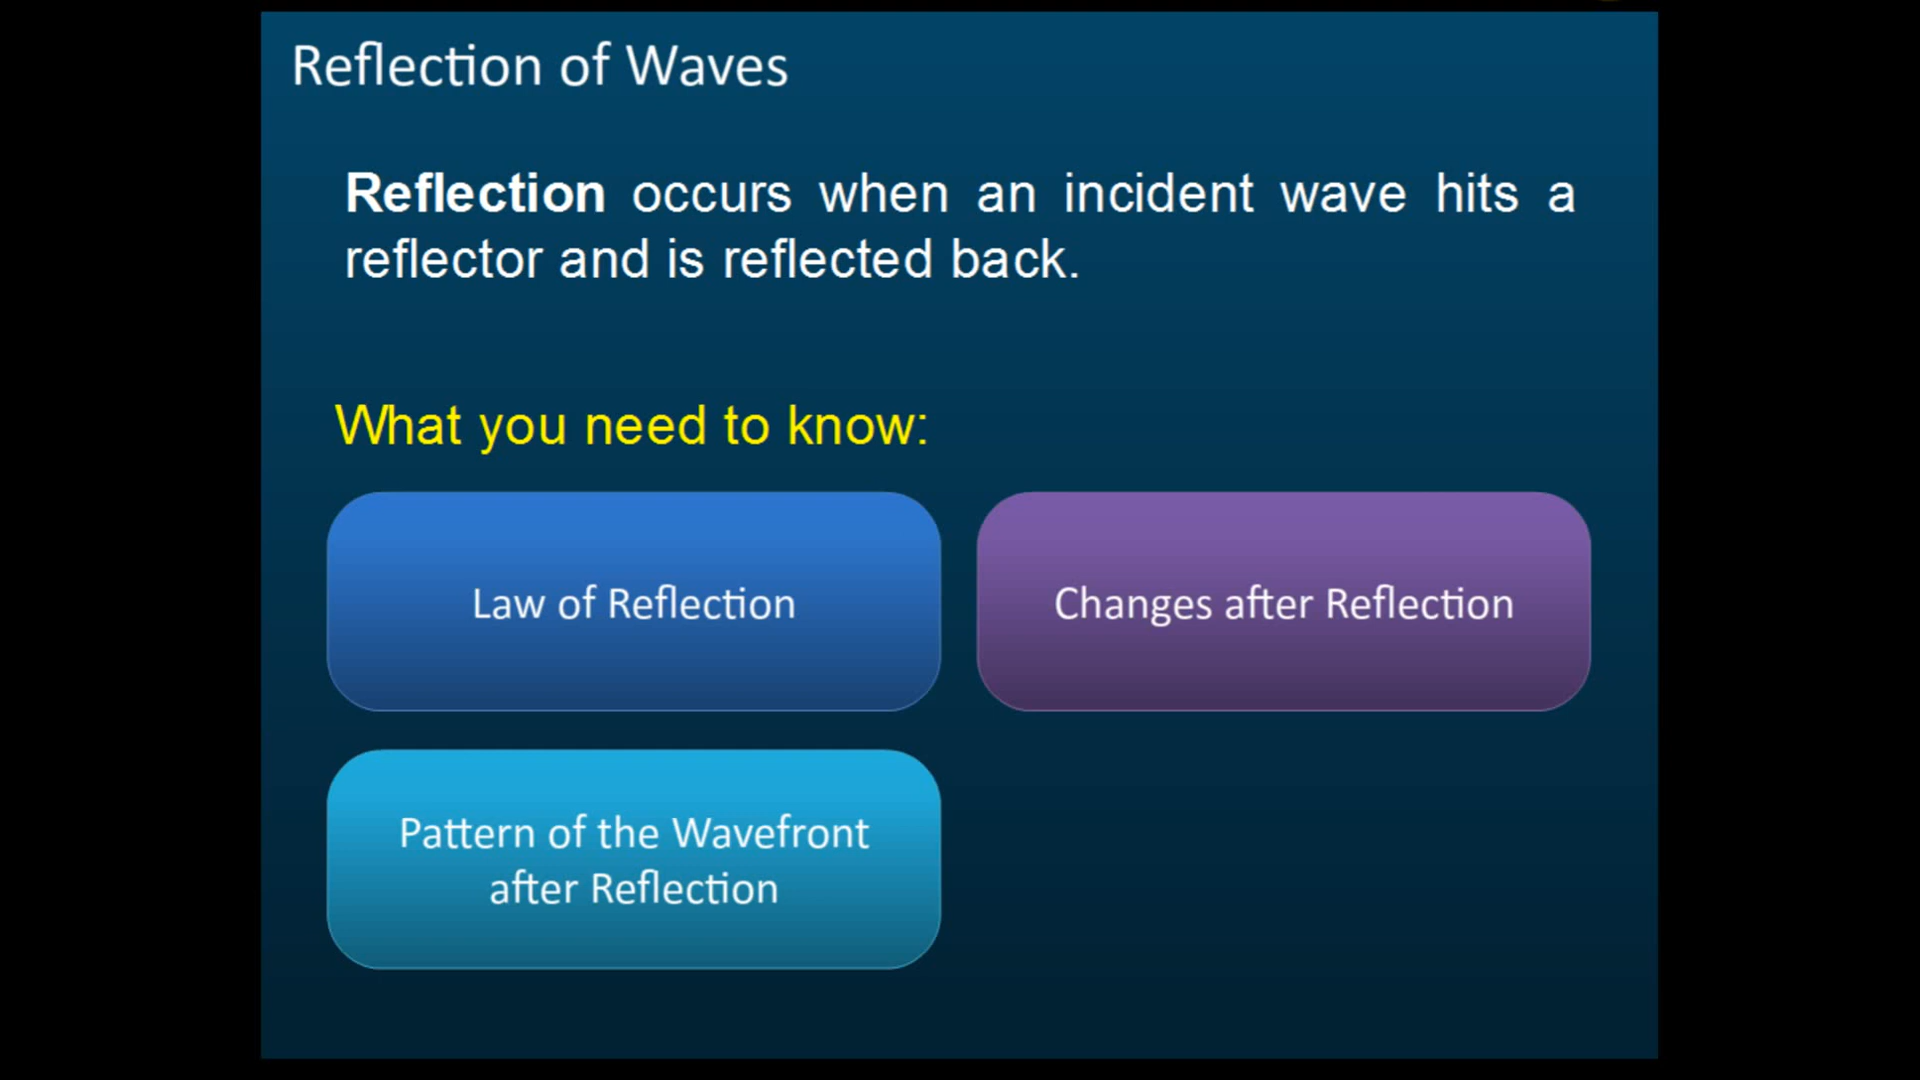 Reflection of Waves
Reflection occurs when an incident wave hits a
reflector and is reflected back.
What you need to know:
Law of Reflection
Changes after Reflection
Pattern of the Wavefront
after Reflection